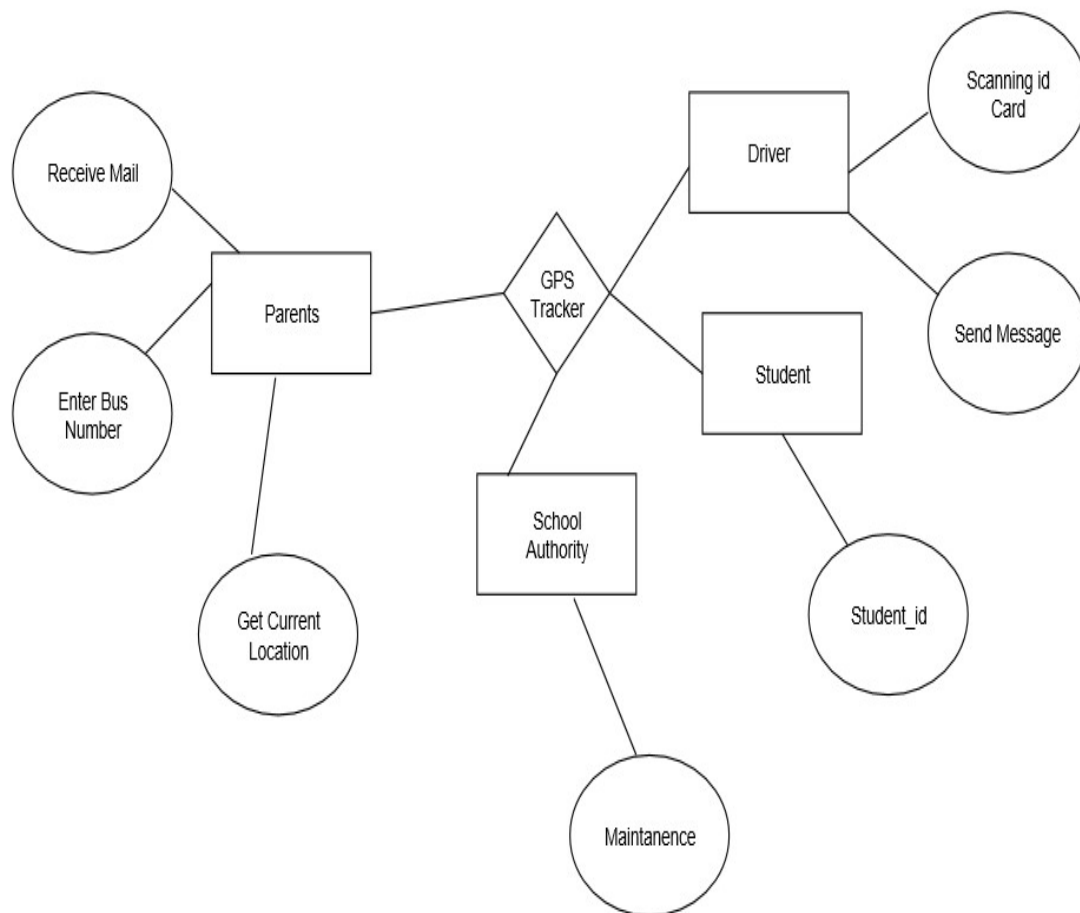 Scanning id
Card
Driver
Receive Mail
GPS
Tracker
Parents
Send Message
Student
Enter Bus
Number
School
Authority
Get Current
Location
Student_id
Maintanence